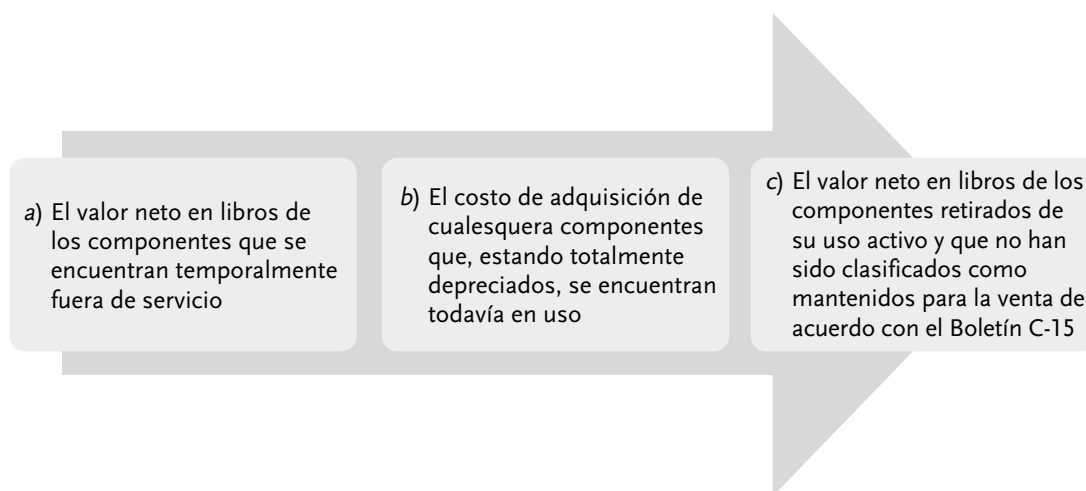 a) El valor neto en libros de
los componentes que se
encuentran temporalmente
fuera de servicio
b) El costo de adquisición de
cualesquera componentes
que, estando totalmente
depreciados, se encuentran
todavía en uso
c) El valor neto en libros de los
componentes retirados de
su uso activo y que no han
sido clasificados como
mantenidos para la venta de
acuerdo con el Boletín C-15